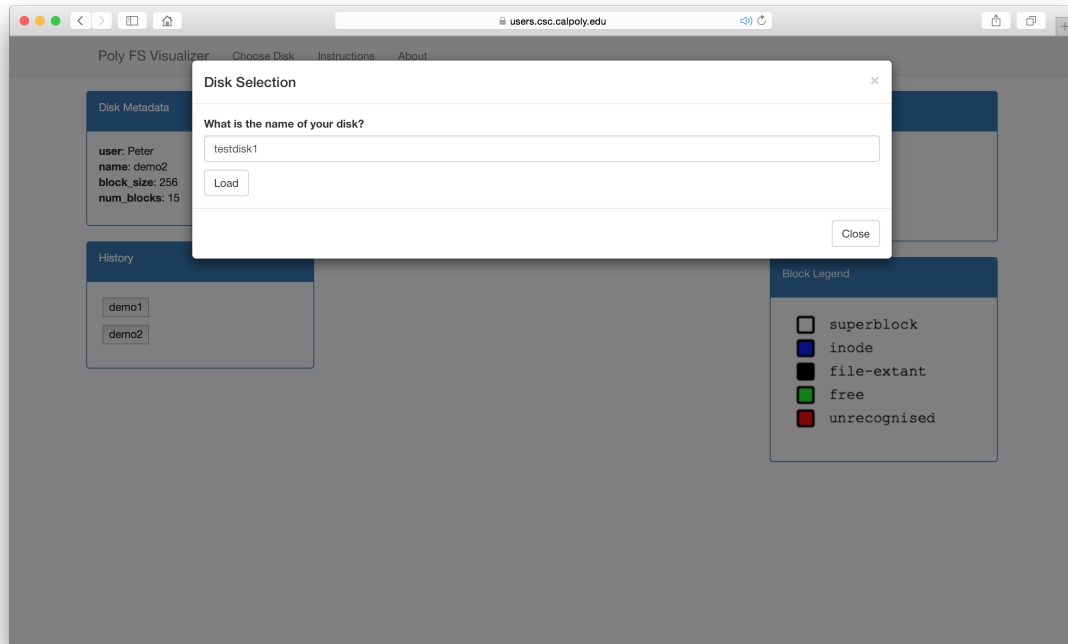 users.csc.calpoly.edu
Poly FS Visualizer Choose Disk Instructions About
Disk Selection
×
What is the name of your disk?
testdisk1
Load
Close
Disk Metadata
user: Peter
name: demo2
block_size: 256
num_blocks: 15
History
demo1
demo2
Block Legend
superblock
inode
file-extant
free
unrecognised